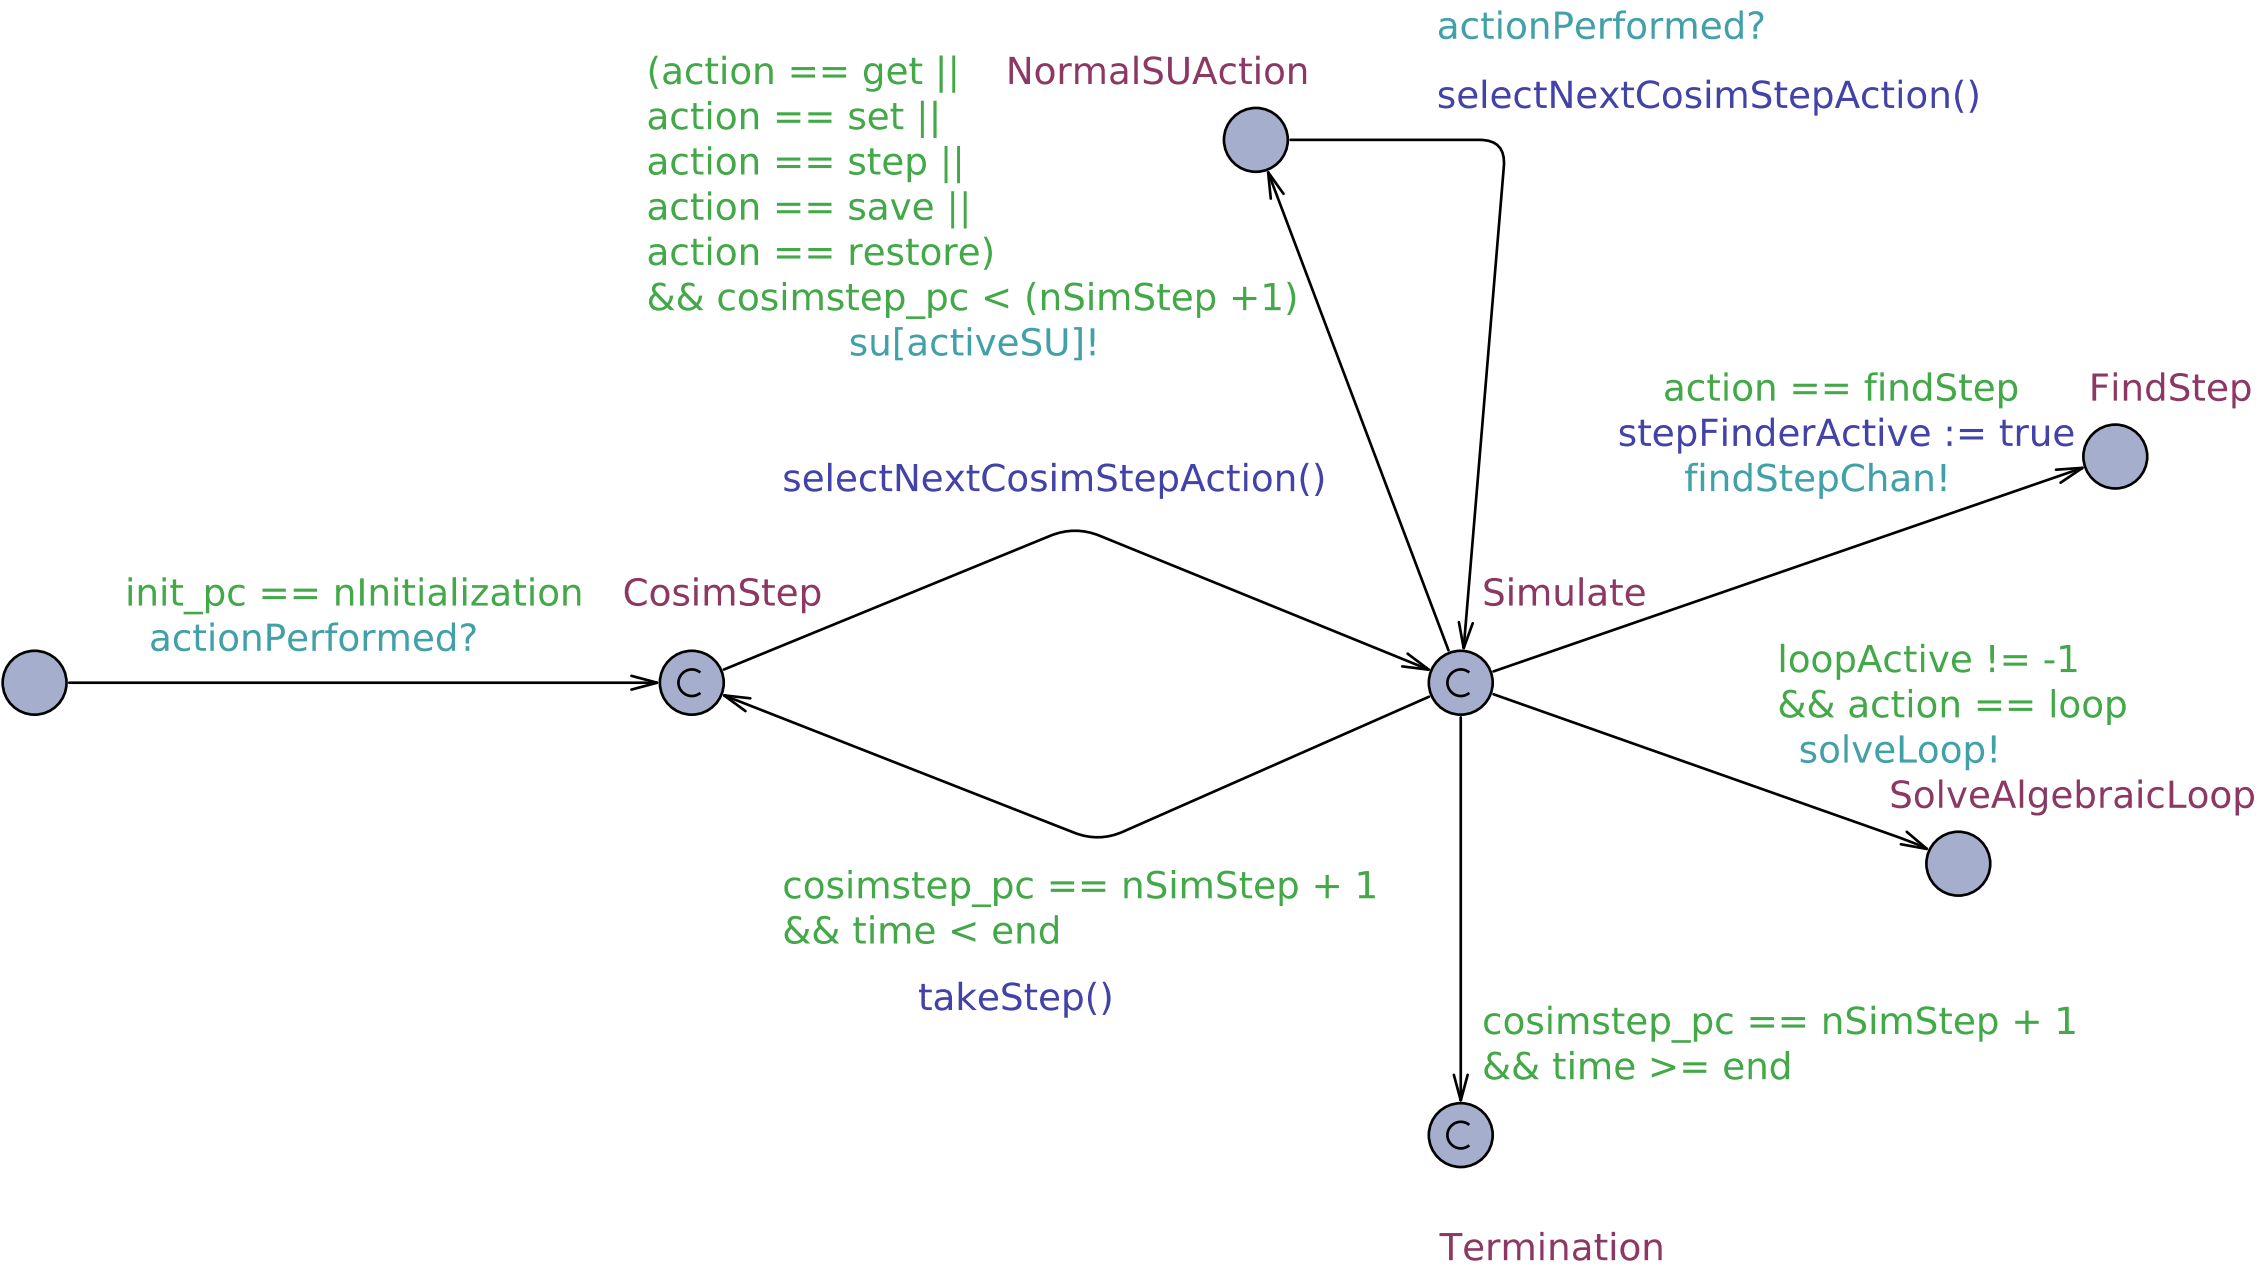 actionPerformed?
selectNextCosimStepAction()
(action == get ||
action == set ||
action == step ||
action == save ||
action == restore)
&& cosimstep_pc < (nSimStep +1)
su[activeSU]!
NormalSUAction
action == findStep
stepFinderActive := true
findStepChan!
FindStep
selectNextCosimStepAction()
init_pc == nInitialization
actionPerformed?
CosimStep
C
Simulate
C
loopActive != -1
&& action == loop
solveLoop!
SolveAlgebraicLoop
cosimstep_pc == nSimStep + 1
&& time < end
takeStep()
cosimstep_pc == nSimStep + 1
&& time >= end
C
Termination